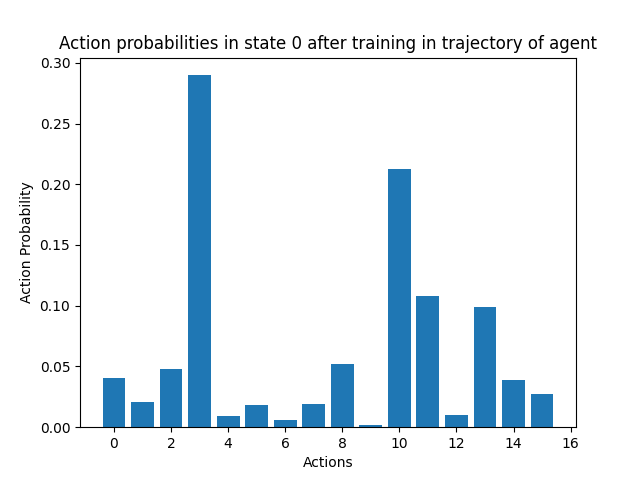 Action probabilities in state 0 after training in trajectory of agent
0.30
0.25
0.20
0.15
0.10
0.05
0.00
Action Probability
0 2 4 6 8 10 12 14 16
Actions